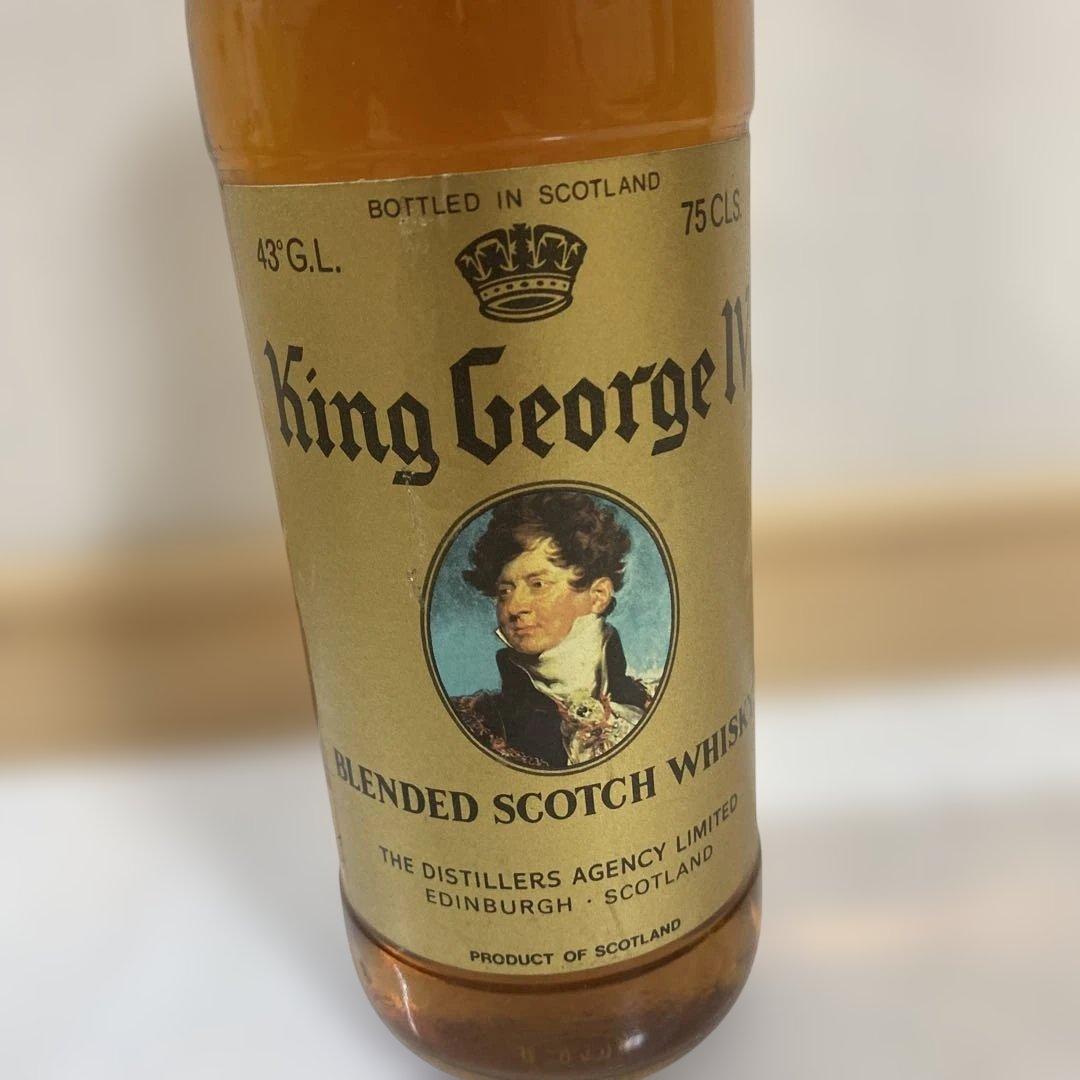 BOTTLED IN SCOTLAND
43° G.L.
75 CLS.
King George IV
BLENDED SCOTCH WHISKY
THE DISTILLERS AGENCY LIMITED
EDINBURGH · SCOTLAND
PRODUCT OF SCOTLAND